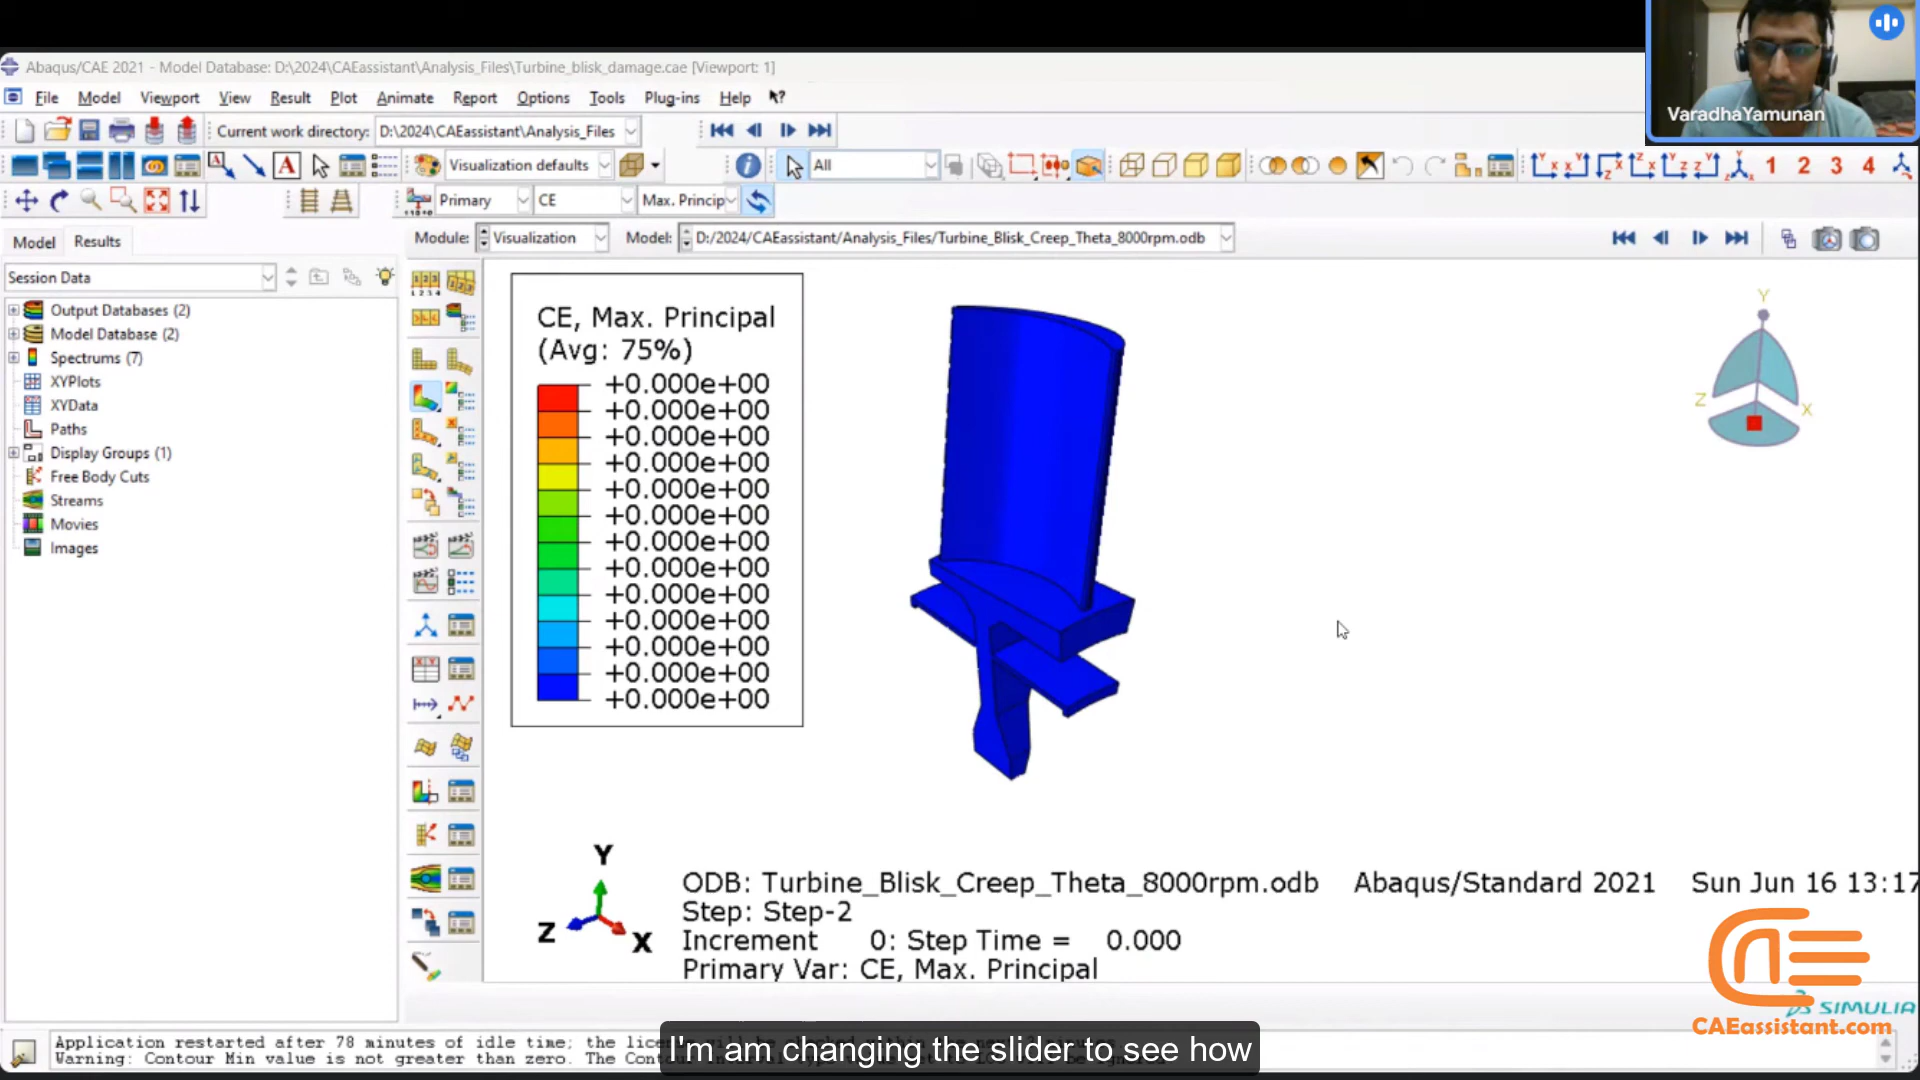 Abaqus/CAE 2021 - Model Database: D:\2024\CAEassistant\Analysis_Files\Turbine_blisk_damage.cae [Viewport: 1]
VaradhaYamunan
File Model Viewport View Result Plot Animate Report Options Tools Plug-ins Help
Current work directory: D:\2024\CAEassistant\Analysis_Files
Visualization defaults All 1 2 3 4
Primary CE Max. Princip
Model Results Module: Visualization Model: D:/2024/CAEassistant/Analysis_Files/Turbine_Blisk_Creep_Theta_8000rpm.odb
Session Data
Output Databases (2)
Model Database (2)
Spectrums (7)
XYPlots
XYData
Paths
Display Groups (1)
Free Body Cuts
Streams
Movies
Images
CE, Max. Principal
(Avg: 75%)
+0.000e+00
+0.000e+00
+0.000e+00
+0.000e+00
+0.000e+00
+0.000e+00
+0.000e+00
+0.000e+00
+0.000e+00
+0.000e+00
+0.000e+00
+0.000e+00
+0.000e+00
Y
Z X
Y
Z X
ODB: Turbine_Blisk_Creep_Theta_8000rpm.odb Abaqus/Standard 2021 Sun Jun 16 13:17
Step: Step-2
Increment 0: Step Time = 0.000
Primary Var: CE, Max. Principal
SIMULIA
CAEassistant.com
Application restarted after 78 minutes of idle time; the
Warning: Contour Min value is not greater than zero. The
I'm am changing the slider to see how